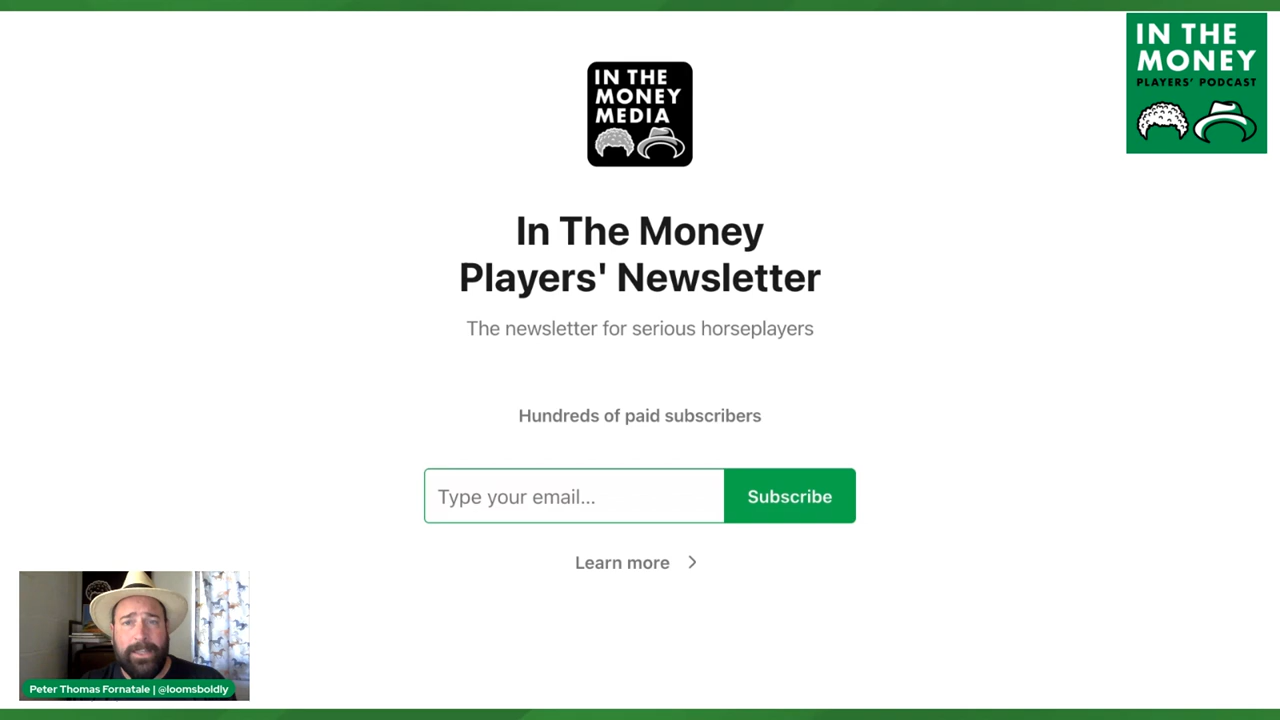 IN THE
MONEY
PLAYERS' PODCAST
IN THE
MONEY
MEDIA
In The Money
Players' Newsletter
The newsletter for serious horseplayers
Hundreds of paid subscribers
Type your email...
Subscribe
Learn more
Peter Thomas Fornatale | @loomsboldly